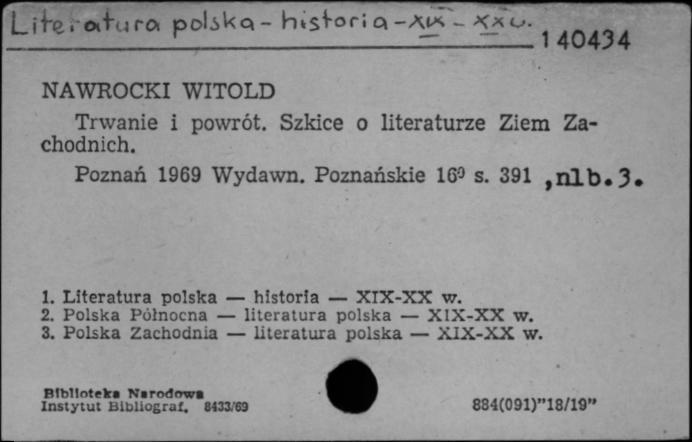 Literatura polska - historia - XIX - XX w.
140434
NAWROCKI WITOLD
Trwanie i powrót. Szkice o literaturze Ziem Za-
chodnich.
Poznań 1969 Wydawn. Poznańskie 16⁰ s. 391 ,nlb.3.
1. Literatura polska — historia — XIX-XX w.
2. Polska Północna — literatura polska — XIX-XX w.
3. Polska Zachodnia — literatura polska — XIX-XX w.
Biblioteka Narodowa
Instytut Bibliograf. 8433/69
884(091)"18/19"